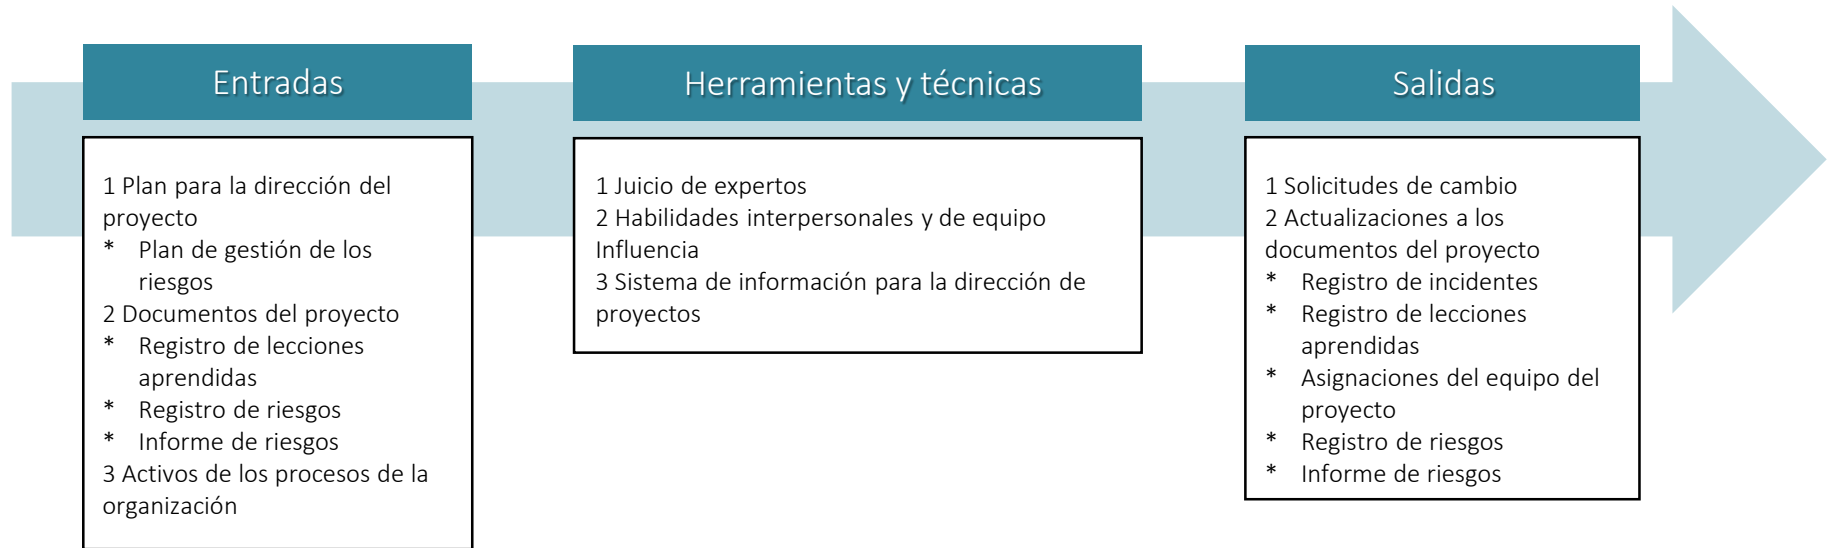 Entradas
1 Plan para la dirección del
proyecto
* Plan de gestión de los
riesgos
2 Documentos del proyecto
* Registro de lecciones
aprendidas
* Registro de riesgos
* Informe de riesgos
3 Activos de los procesos de la
organización
Herramientas y técnicas
1 Juicio de expertos
2 Habilidades interpersonales y de equipo
Influencia
3 Sistema de información para la dirección de
proyectos
Salidas
1 Solicitudes de cambio
2 Actualizaciones a los
documentos del proyecto
* Registro de incidentes
* Registro de lecciones
aprendidas
* Asignaciones del equipo del
proyecto
* Registro de riesgos
* Informe de riesgos